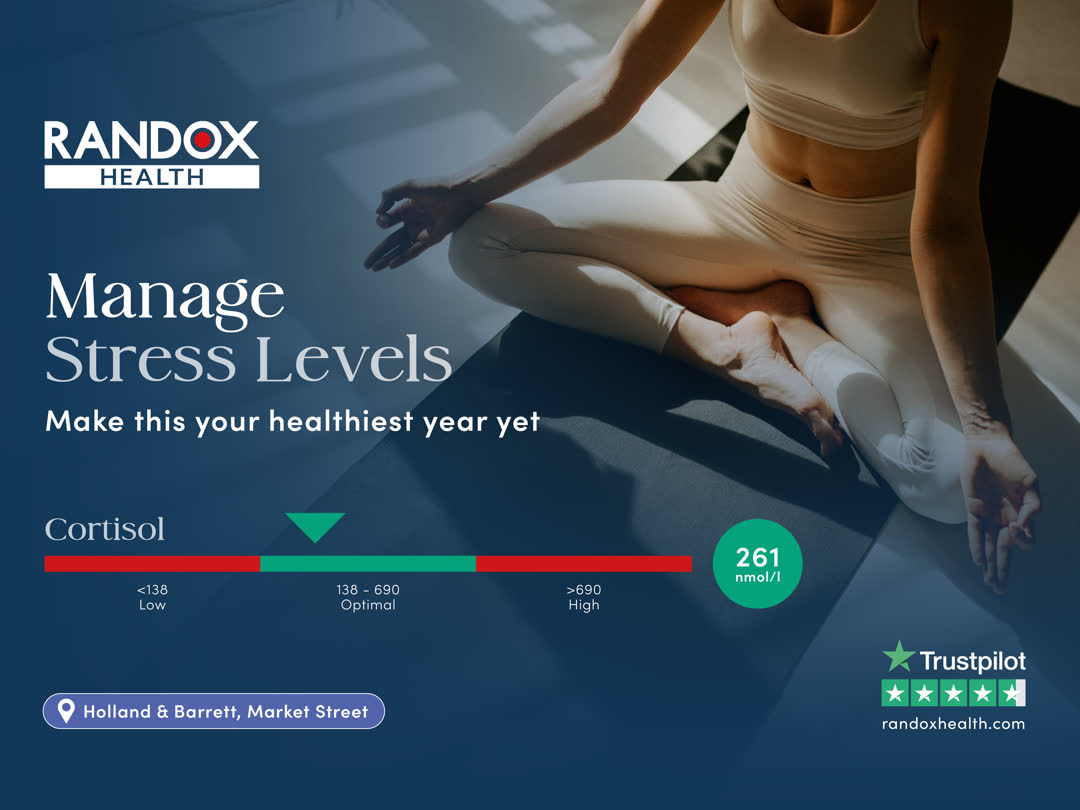 RANDOX
HEALTH
Manage
Stress Levels
Make this your healthiest year yet
Cortisol
<138
Low
138 - 690
Optimal
>690
High
261
nmol/l
Holland & Barrett, Market Street
Trustpilot
randoxhealth.com